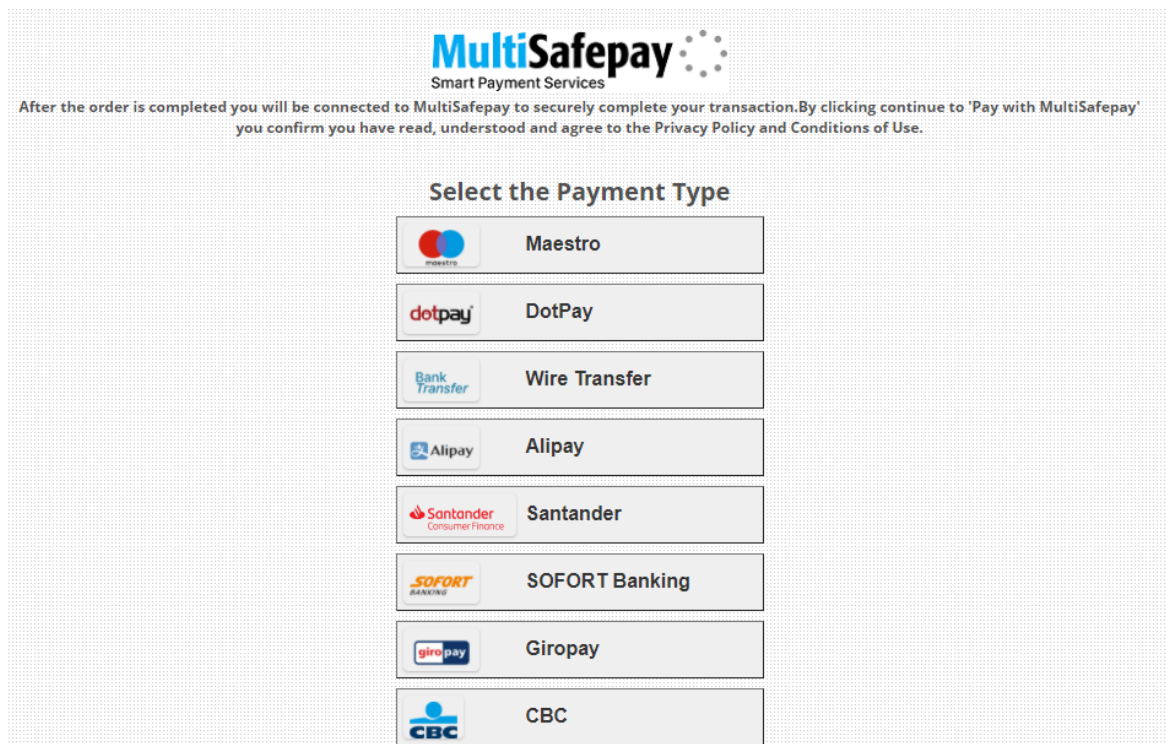 MultiSafepay
Smart Payment Services
After the order is completed you will be connected to MultiSafepay to securely complete your transaction.By clicking continue to 'Pay with MultiSafepay'
you confirm you have read, understood and agree to the Privacy Policy and Conditions of Use.
Select the Payment Type
maestro Maestro
dotpay DotPay
Bank
Transfer Wire Transfer
支 Alipay Alipay
Santander
Consumer Finance Santander
SOFORT
BANKING SOFORT Banking
giropay Giropay
CBC CBC